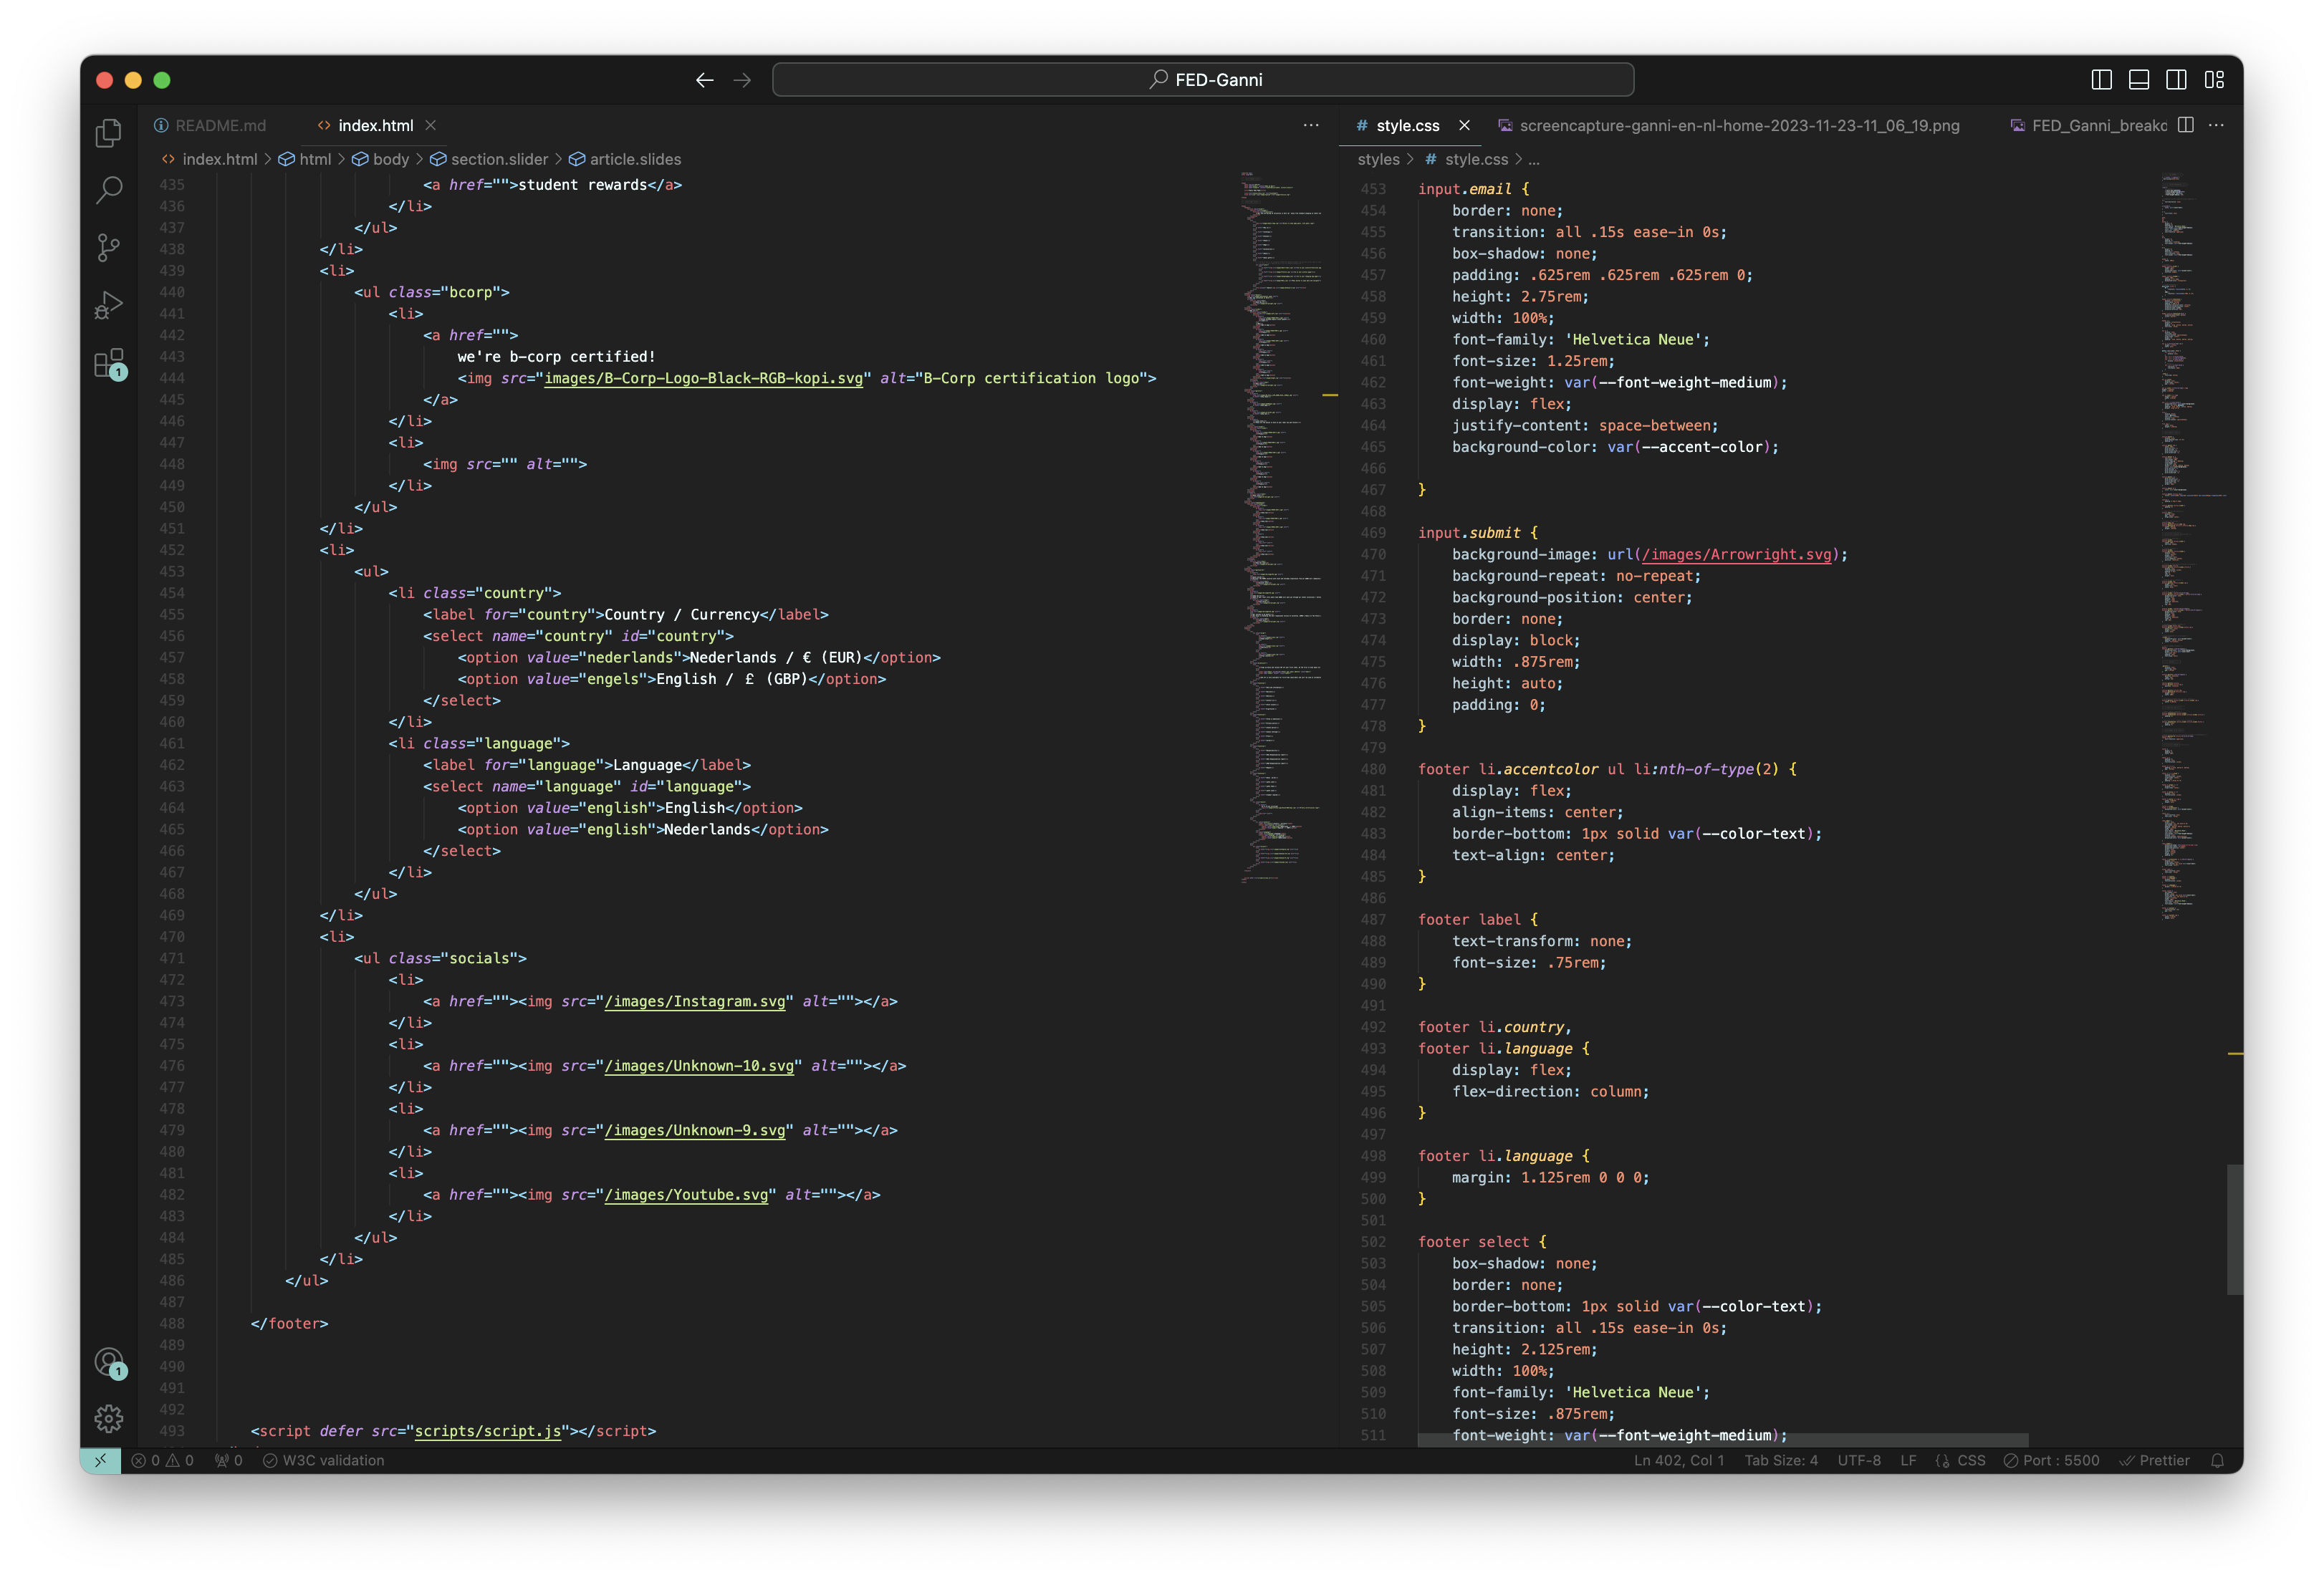 FED-Ganni
README.md
index.html
index.html > html > body > section.slider > article.slides
435 <a href="">student rewards</a>
436 </li>
437 </ul>
438 </li>
439 <li>
440 <ul class="bcorp">
441 <li>
442 <a href="">
443 we're b-corp certified!
444 <img src="images/B-Corp-Logo-Black-RGB-kopi.svg" alt="B-Corp certification logo">
445 </a>
446 </li>
447 <li>
448 <img src="" alt="">
449 </li>
450 </ul>
451 </li>
452 <li>
453 <ul>
454 <li class="country">
455 <label for="country">Country / Currency</label>
456 <select name="country" id="country">
457 <option value="nederlands">Nederlands / € (EUR)</option>
458 <option value="engels">English / £ (GBP)</option>
459 </select>
460 </li>
461 <li class="language">
462 <label for="language">Language</label>
463 <select name="language" id="language">
464 <option value="english">English</option>
465 <option value="english">Nederlands</option>
466 </select>
467 </li>
468 </ul>
469 </li>
470 <li>
471 <ul class="socials">
472 <li>
473 <a href=""><img src="/images/Instagram.svg" alt=""></a>
474 </li>
475 <li>
476 <a href=""><img src="/images/Unknown-10.svg" alt=""></a>
477 </li>
478 <li>
479 <a href=""><img src="/images/Unknown-9.svg" alt=""></a>
480 </li>
481 <li>
482 <a href=""><img src="/images/Youtube.svg" alt=""></a>
483 </li>
484 </ul>
485 </li>
486 </ul>
487
488 </footer>
489
490
491
492
493 <script defer src="scripts/script.js"></script>
# style.css
screencapture-ganni-en-nl-home-2023-11-23-11_06_19.png
FED_Ganni_breakd
styles > # style.css > ...
453 input.email {
454 border: none;
455 transition: all .15s ease-in 0s;
456 box-shadow: none;
457 padding: .625rem .625rem .625rem 0;
458 height: 2.75rem;
459 width: 100%;
460 font-family: 'Helvetica Neue';
461 font-size: 1.25rem;
462 font-weight: var(--font-weight-medium);
463 display: flex;
464 justify-content: space-between;
465 background-color: var(--accent-color);
466
467 }
468
469 input.submit {
470 background-image: url(/images/Arrowright.svg);
471 background-repeat: no-repeat;
472 background-position: center;
473 border: none;
474 display: block;
475 width: .875rem;
476 height: auto;
477 padding: 0;
478 }
479
480 footer li.accentcolor ul li:nth-of-type(2) {
481 display: flex;
482 align-items: center;
483 border-bottom: 1px solid var(--color-text);
484 text-align: center;
485 }
486
487 footer label {
488 text-transform: none;
489 font-size: .75rem;
490 }
491
492 footer li.country,
493 footer li.language {
494 display: flex;
495 flex-direction: column;
496 }
497
498 footer li.language {
499 margin: 1.125rem 0 0 0;
500 }
501
502 footer select {
503 box-shadow: none;
504 border: none;
505 border-bottom: 1px solid var(--color-text);
506 transition: all .15s ease-in 0s;
507 height: 2.125rem;
508 width: 100%;
509 font-family: 'Helvetica Neue';
510 font-size: .875rem;
511 font-weight: var(--font-weight-medium);
1
1
0 0 0 W3C validation
Ln 402, Col 1 Tab Size: 4 UTF-8 LF CSS Port : 5500 Prettier